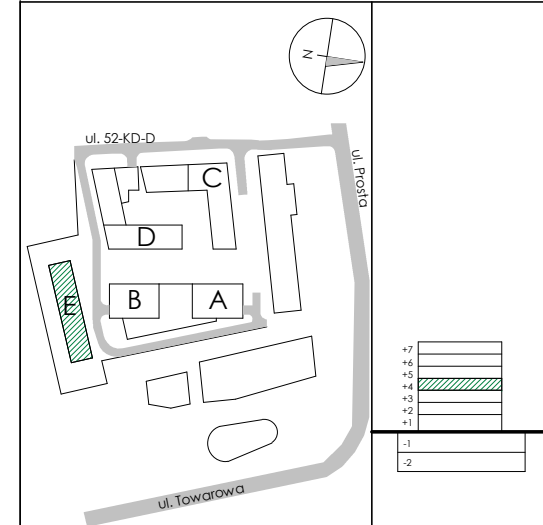 N
ul. 52-KD-D
ul. Prosta
C
D
E
B
A
ul. Towarowa
+7
+6
+5
+4
+3
+2
+1
-1
-2